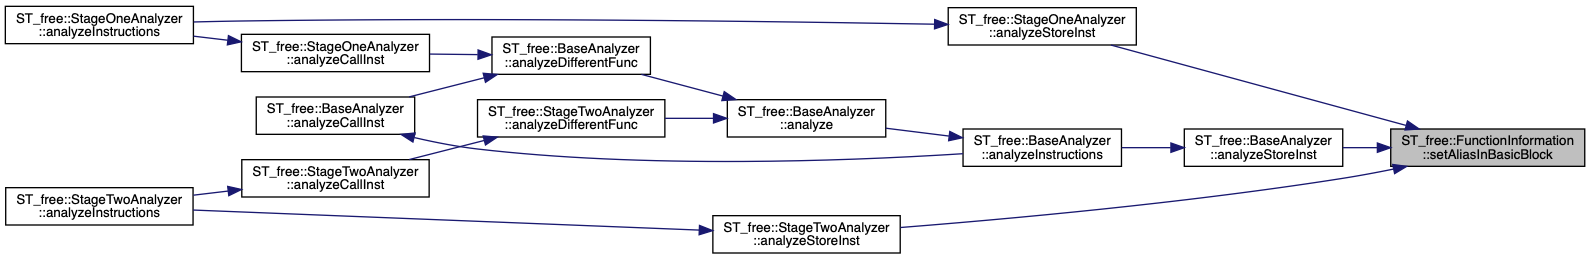 ST_free::StageOneAnalyzer
::analyzeInstructions
ST_free::StageOneAnalyzer
::analyzeStoreInst
ST_free::StageOneAnalyzer
::analyzeCallInst
ST_free::BaseAnalyzer
::analyzeDifferentFunc
ST_free::BaseAnalyzer
::analyzeCallInst
ST_free::StageTwoAnalyzer
::analyzeDifferentFunc
ST_free::BaseAnalyzer
::analyze
ST_free::BaseAnalyzer
::analyzeInstructions
ST_free::BaseAnalyzer
::analyzeStoreInst
ST_free::FunctionInformation
::setAliasInBasicBlock
ST_free::StageTwoAnalyzer
::analyzeCallInst
ST_free::StageTwoAnalyzer
::analyzeInstructions
ST_free::StageTwoAnalyzer
::analyzeStoreInst